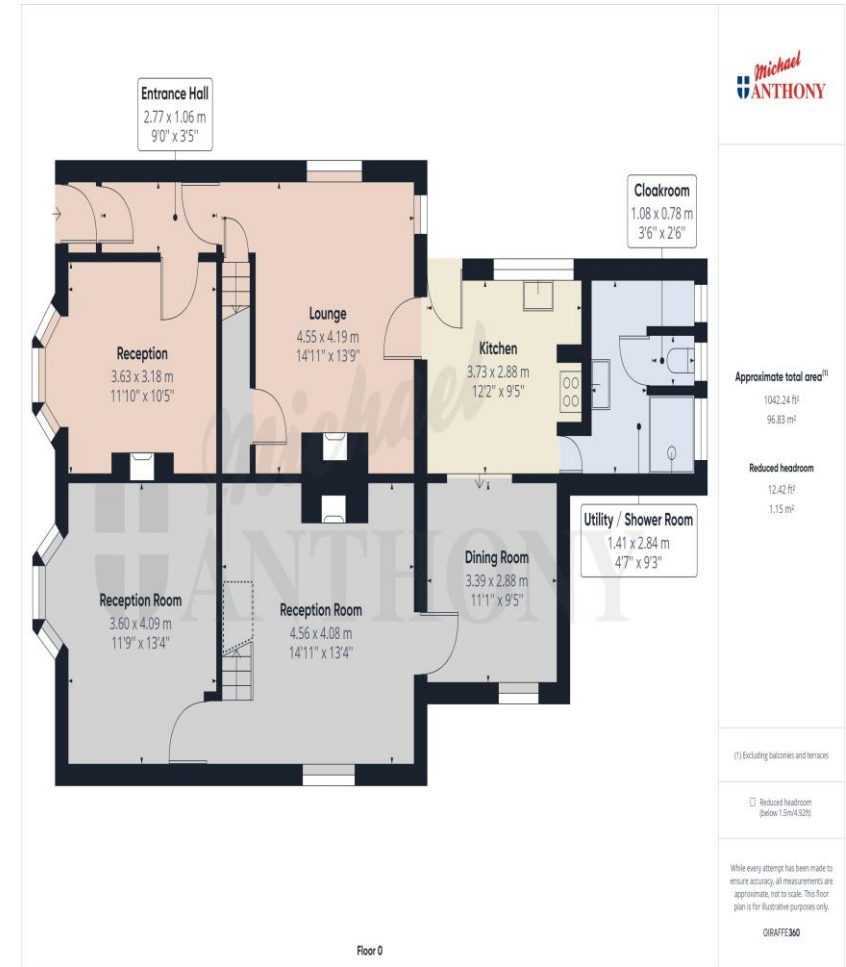 Entrance Hall
2.77 x 1.06 m
9'0" x 3'5"
Cloakroom
1.08 x 0.78 m
3'6" x 2'6"
Lounge
4.55 x 4.19 m
14'11" x 13'9"
Reception
3.63 x 3.18 m
11'10" x 10'5"
Kitchen
3.73 x 2.88 m
12'2" x 9'5"
Utility / Shower Room
1.41 x 2.84 m
4'7" x 9'3"
Dining Room
3.39 x 2.88 m
11'1" x 9'5"
Reception Room
3.60 x 4.09 m
11'9" x 13'4"
Reception Room
4.56 x 4.08 m
14'11" x 13'4"
Michael
ANTHONY
Floor 0
Michael
ANTHONY
Approximate total area(1)
1042.24 ft²
96.83 m²
Reduced headroom
12.42 ft²
1.15 m²
(1) Excluding balconies and terraces
Reduced headroom
(below 1.5m/4.92ft)
While every attempt has been made to
ensure accuracy, all measurements are
approximate, not to scale. This floor
plan is for illustrative purposes only.
GIRAFFE360